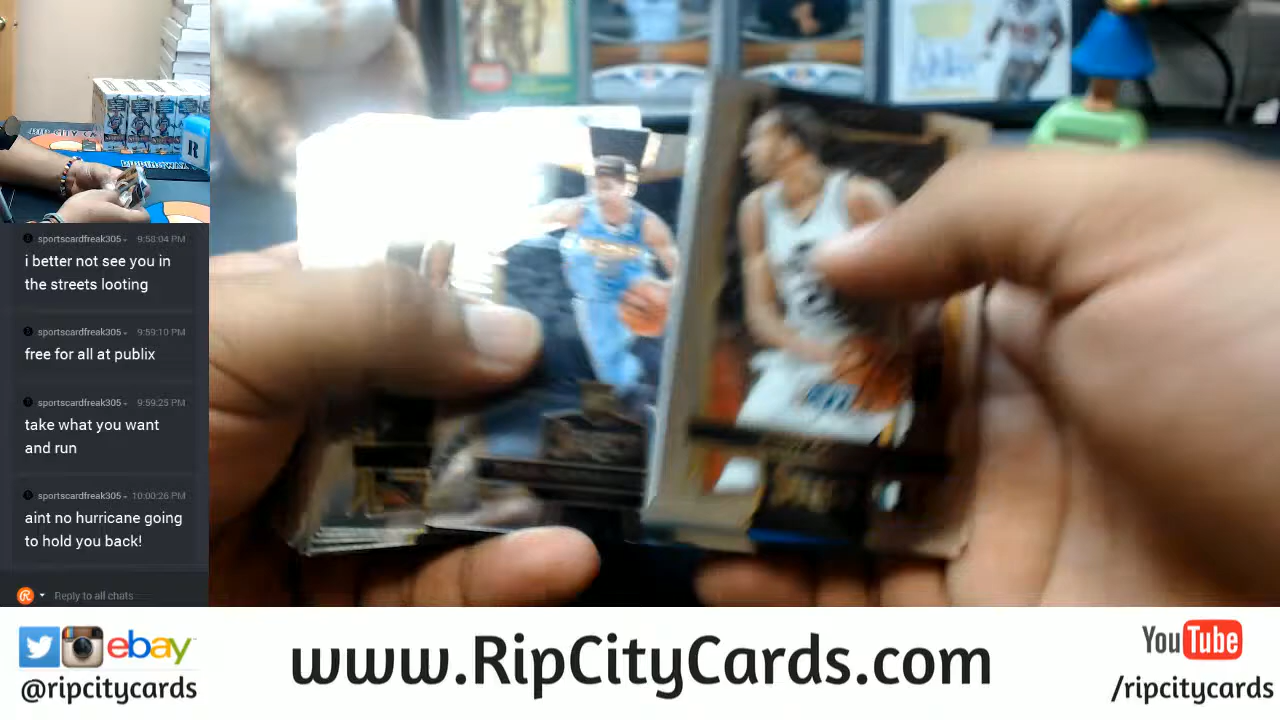 sportscardfreak305 9:58:04 PM
i better not see you in
the streets looting
sportscardfreak305 9:59:10 PM
free for all at publix
sportscardfreak305 9:59:25 PM
take what you want
and run
sportscardfreak305 10:00:26 PM
aint no hurricane going
to hold you back!
Reply to all chats
ebay
@ripcitycards
www.RipCityCards.com
YouTube
/ripcitycards